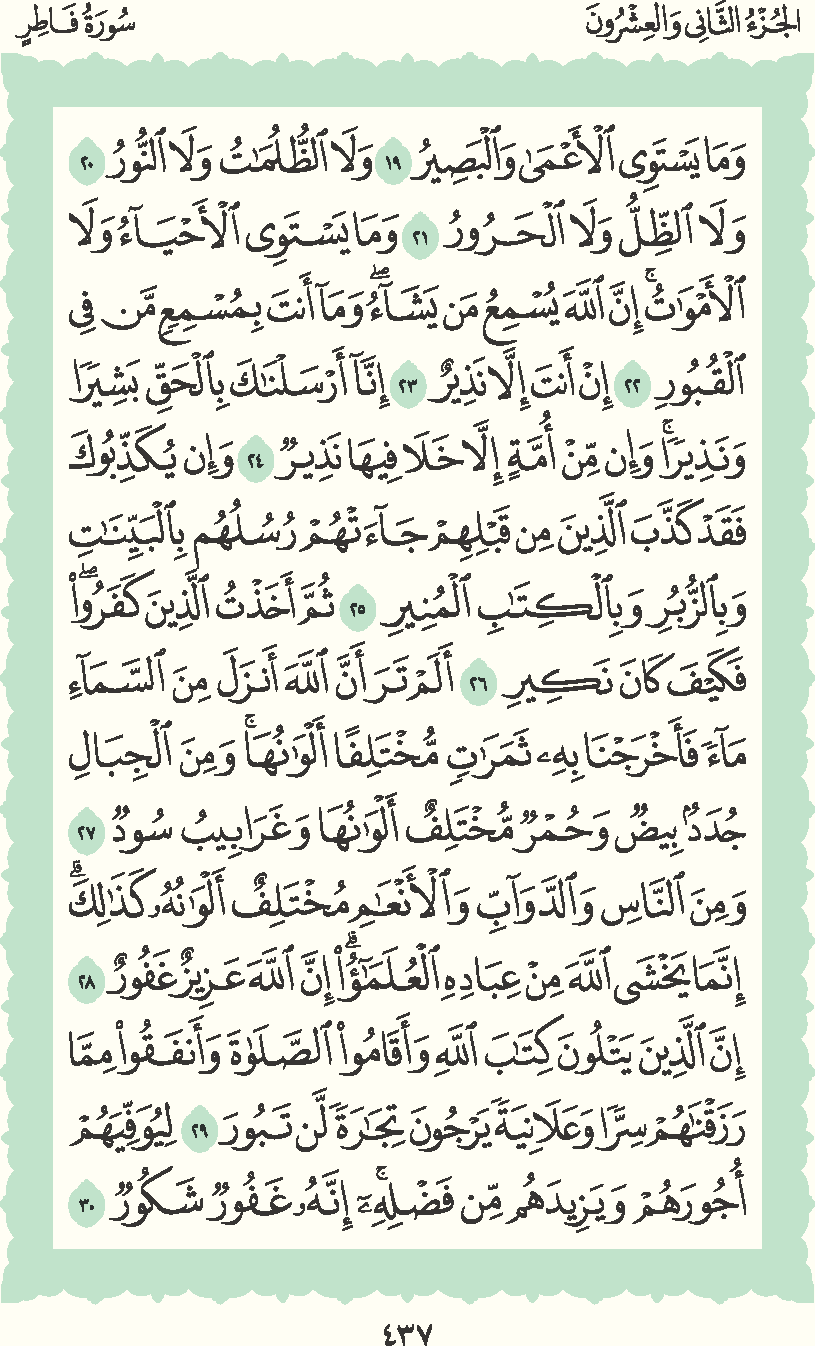 الجُزْءُ الثَّانِي وَالعِشْرُونَ
سُورَةُ فَاطِرٍ
وَمَا يَسْتَوِى ٱلْأَعْمَىٰ وَٱلْبَصِيرُ ١٩ وَلَا ٱلظُّلُمَـٰتُ وَلَا ٱلنُّورُ ٢٠
وَلَا ٱلظِّلُّ وَلَا ٱلْحَرُورُ ٢١ وَمَا يَسْتَوِى ٱلْأَحْيَآءُ وَلَا
ٱلْأَمْوَٰتُ ۚ إِنَّ ٱللَّهَ يُسْمِعُ مَن يَشَآءُ ۖ وَمَآ أَنتَ بِمُسْمِعٍ مَّن فِى
ٱلْقُبُورِ ٢٢ إِنْ أَنتَ إِلَّا نَذِيرٌ ٢٣ إِنَّآ أَرْسَلْنَـٰكَ بِٱلْحَقِّ بَشِيرًا
وَنَذِيرًا ۚ وَإِن مِّنْ أُمَّةٍ إِلَّا خَلَا فِيهَا نَذِيرٌ ٢٤ وَإِن يُكَذِّبُوكَ
فَقَدْ كَذَّبَ ٱلَّذِينَ مِن قَبْلِهِمْ جَآءَتْهُمْ رُسُلُهُم بِٱلْبَيِّنَـٰتِ
وَبِٱلزُّبُرِ وَبِٱلْكِتَـٰبِ ٱلْمُنِيرِ ٢٥ ثُمَّ أَخَذْتُ ٱلَّذِينَ كَفَرُوا۟ ۖ
فَكَيْفَ كَانَ نَكِيرِ ٢٦ أَلَمْ تَرَ أَنَّ ٱللَّهَ أَنزَلَ مِنَ ٱلسَّمَآءِ
مَآءً فَأَخْرَجْنَا بِهِۦ ثَمَرَٰتٍ مُّخْتَلِفًا أَلْوَٰنُهَا ۚ وَمِنَ ٱلْجِبَالِ
جُدَدٌۢ بِيضٌ وَحُمْرٌ مُّخْتَلِفٌ أَلْوَٰنُهَا وَغَرَابِيبُ سُودٌ ٢٧
وَمِنَ ٱلنَّاسِ وَٱلدَّوَآبِّ وَٱلْأَنْعَـٰمِ مُخْتَلِفٌ أَلْوَٰنُهُۥ كَذَٰلِكَ ۗ
إِنَّمَا يَخْشَى ٱللَّهَ مِنْ عِبَادِهِ ٱلْعُلَمَـٰٓؤُا۟ ۗ إِنَّ ٱللَّهَ عَزِيزٌ غَفُورٌ ٢٨
إِنَّ ٱلَّذِينَ يَتْلُونَ كِتَـٰبَ ٱللَّهِ وَأَقَامُوا۟ ٱلصَّلَوٰةَ وَأَنفَقُوا۟ مِمَّا
رَزَقْنَـٰهُمْ سِرًّا وَعَلَانِيَةً يَرْجُونَ تِجَـٰرَةً لَّن تَبُورَ ٢٩ لِيُوَفِّيَهُمْ
أُجُورَهُمْ وَيَزِيدَهُم مِّن فَضْلِهِۦٓ ۚ إِنَّهُۥ غَفُورٌ شَكُورٌ ٣٠
٤٣٧